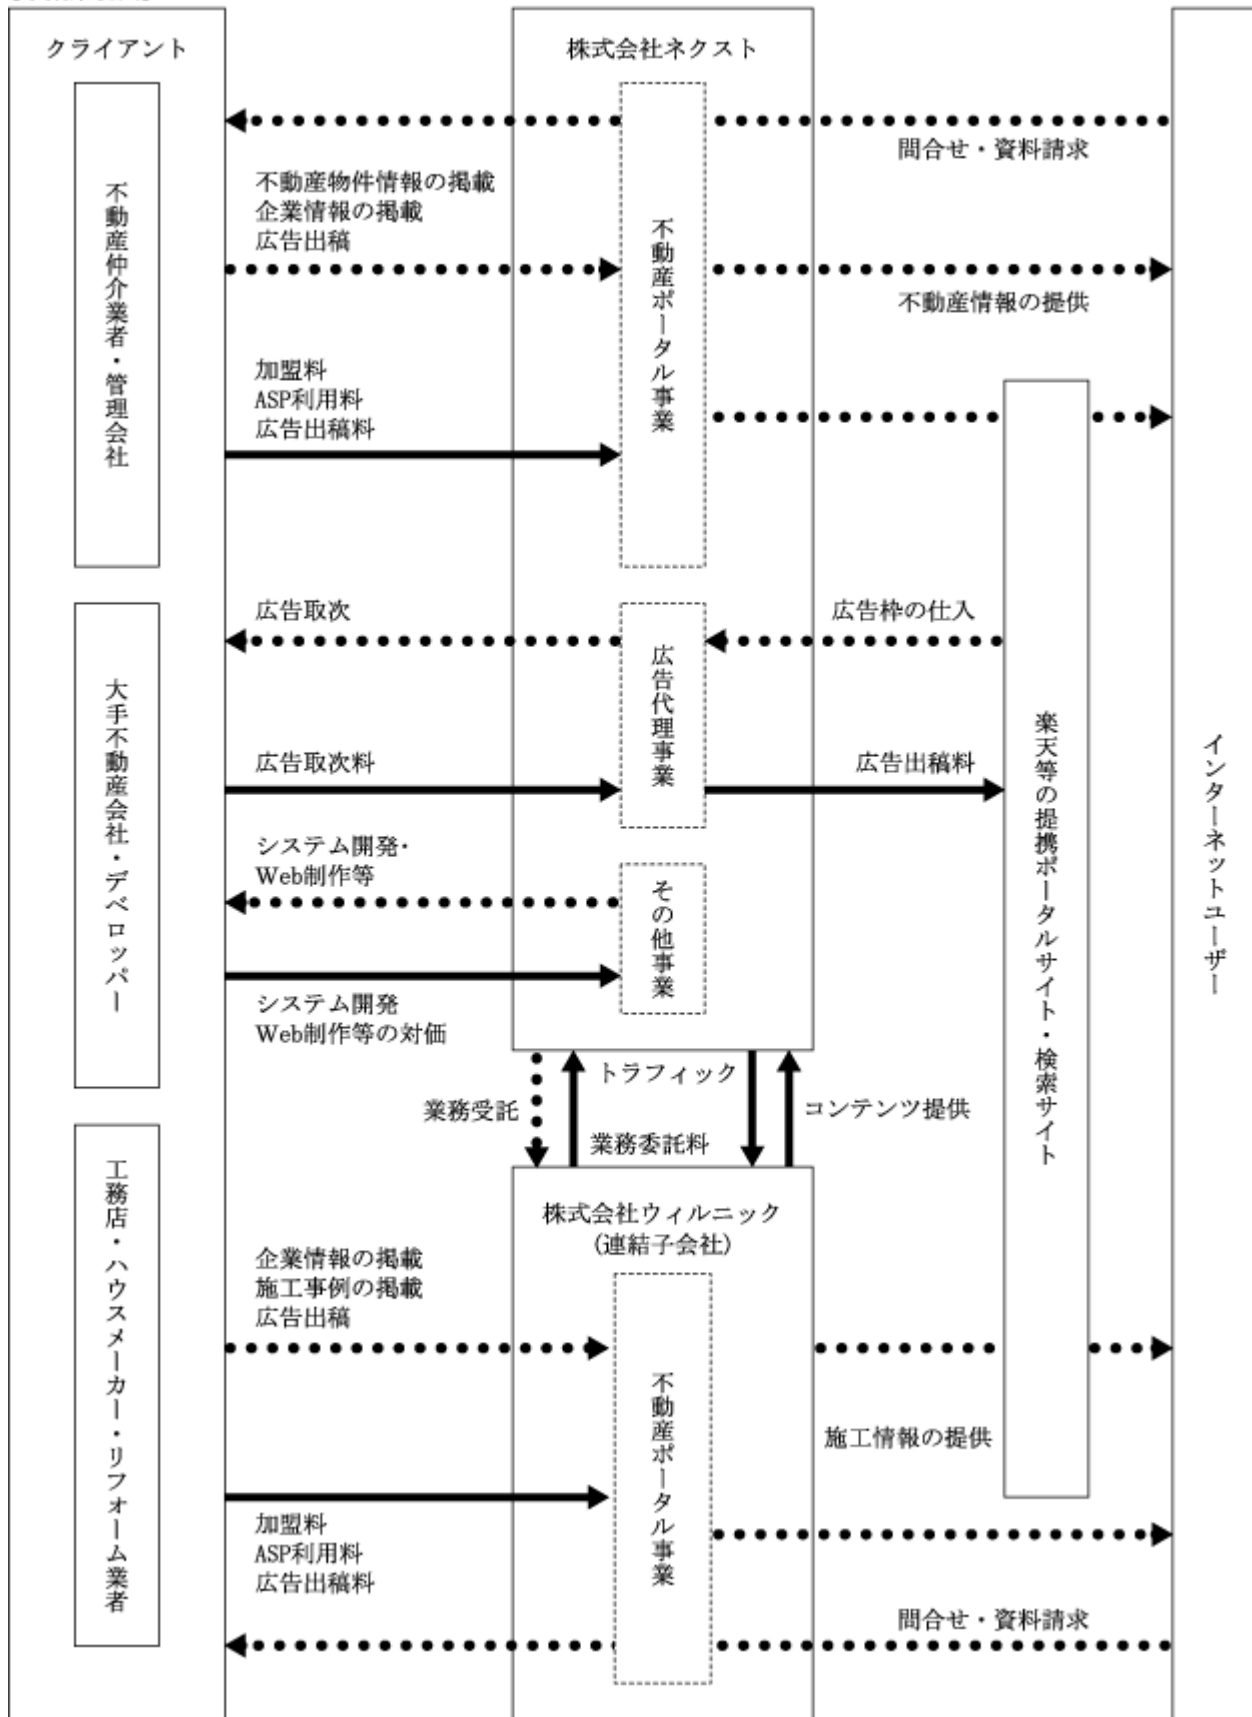 クライアント
株式会社ネクスト
不動産仲介業者・管理会社
不動産ポータル事業
問合せ・資料請求
不動産物件情報の掲載
企業情報の掲載
広告出稿
不動産情報の提供
加盟料
ASP利用料
広告出稿料
大手不動産会社・デベロッパー
広告取次
広告代理事業
広告枠の仕入
広告取次料
広告出稿料
楽天等の提携ポータルサイト・検索サイト
インターネットユーザー
システム開発・
Web制作等
その他事業
システム開発
Web制作等の対価
トラフィック
業務受託
コンテンツ提供
業務委託料
工務店・ハウスメーカー・リフォーム業者
株式会社ウィルニック
(連結子会社)
企業情報の掲載
施工事例の掲載
広告出稿
不動産ポータル事業
施工情報の提供
加盟料
ASP利用料
広告出稿料
問合せ・資料請求